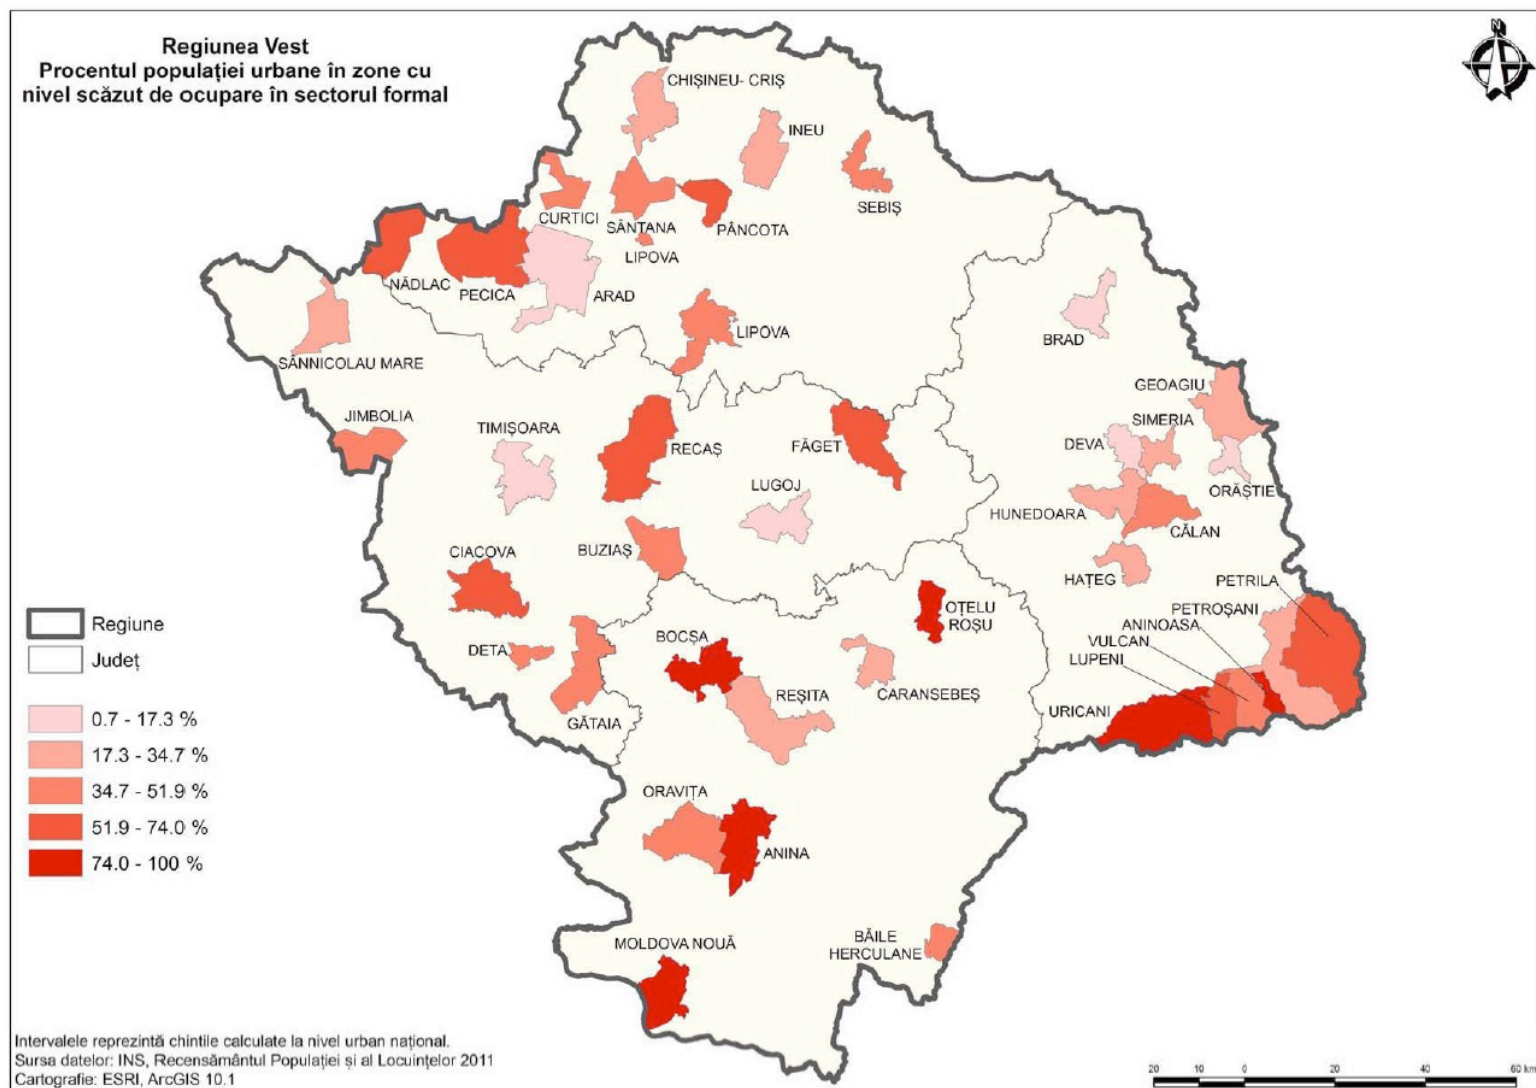 Regiunea Vest
Procentul populației urbane în zone cu
nivel scăzut de ocupare în sectorul formal
N
CHIȘINEU- CRIȘ
INEU
SEBIȘ
CURTICI
SÂNTANA
PÂNCOTA
LIPOVA
NĂDLAC
PECICA
ARAD
LIPOVA
SÂNNICOLAU MARE
BRAD
GEOAGIU
JIMBOLIA
TIMIȘOARA
RECAȘ
FĂGET
SIMERIA
DEVA
LUGOJ
ORĂȘTIE
HUNEDOARA
CĂLAN
BUZIAȘ
CIACOVA
HAȚEG
PETRILA
PETROȘANI
ANINOASA
VULCAN
LUPENI
URICANI
OȚELU
ROȘU
BOCȘA
DETA
CARANSEBEȘ
REȘITA
GĂTAIA
ORAVIȚA
ANINA
BĂILE
HERCULANE
MOLDOVA NOUĂ
Regiune
Județ
0.7 - 17.3 %
17.3 - 34.7 %
34.7 - 51.9 %
51.9 - 74.0 %
74.0 - 100 %
Intervalele reprezintă chintile calculate la nivel urban național.
Sursa datelor: INS, Recensământul Populației și al Locuințelor 2011
Cartografie: ESRI, ArcGIS 10.1
20 10 0 20 40 60 km